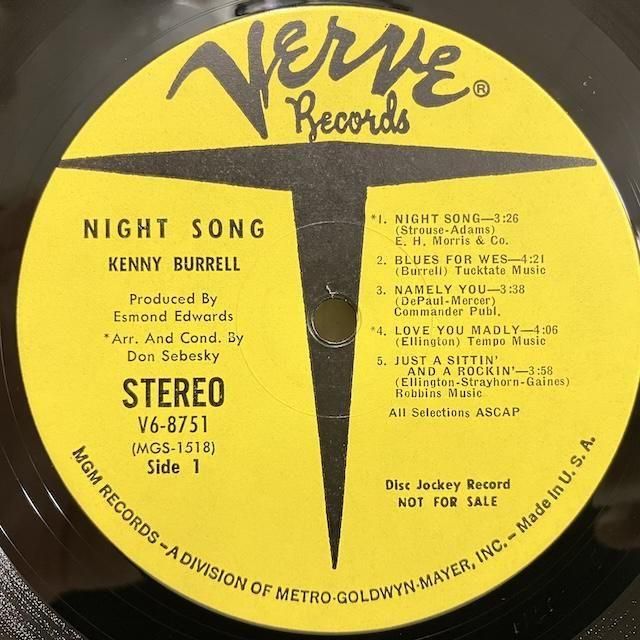 Verve®
Records
NIGHT SONG
KENNY BURRELL
Produced By
Esmond Edwards
*Arr. And Cond. By
Don Sebesky
STEREO
V6-8751
(MGS-1518)
Side 1
*1. NIGHT SONG—3:26
(Strouse-Adams)
E. H. Morris & Co.
2. BLUES FOR WES—4:21
(Burrell) Tucktate Music
3. NAMELY YOU—3:38
(DePaul-Mercer)
Commander Publ.
*4. LOVE YOU MADLY—4:06
(Ellington) Tempo Music
5. JUST A SITTIN'
AND A ROCKIN'—3:58
(Ellington-Strayhorn-Gaines)
Robbins Music
All Selections ASCAP
Disc Jockey Record
NOT FOR SALE
MGM RECORDS–A DIVISION OF METRO-GOLDWYN-MAYER, INC.–Made In U.S.A.